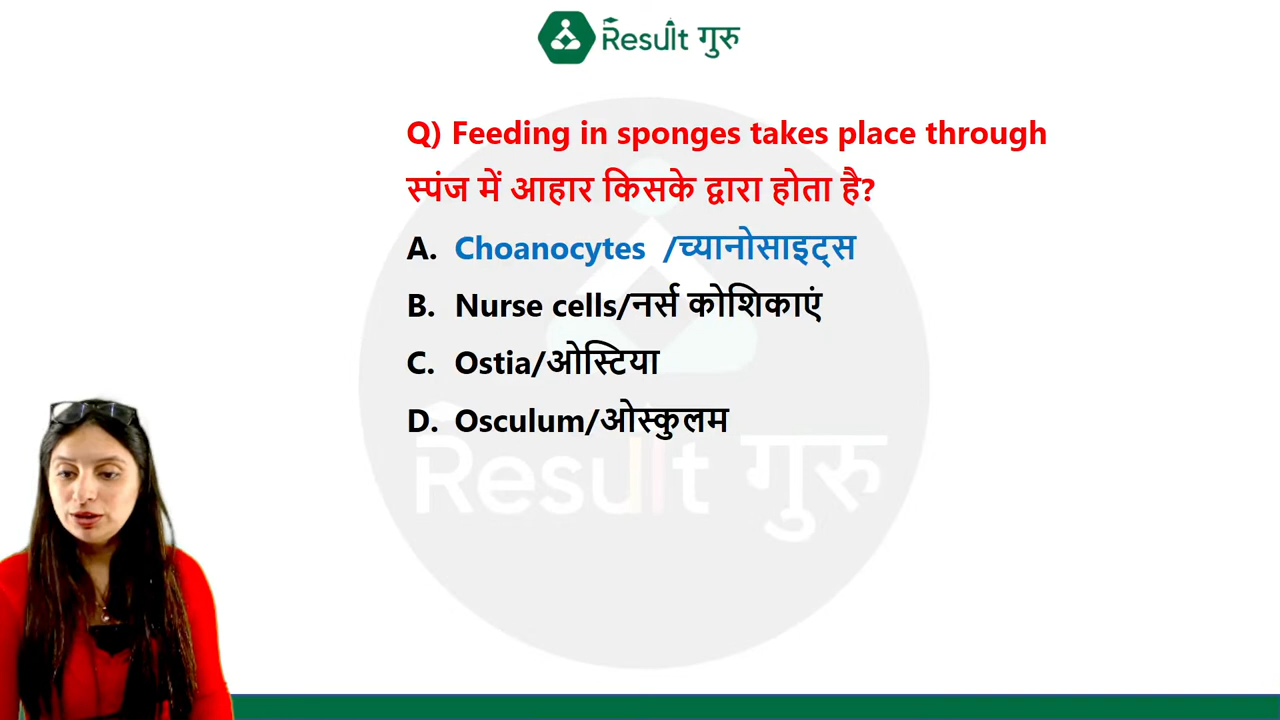 Result गुरु
Q) Feeding in sponges takes place through
स्पंज में आहार किसके द्वारा होता है?
A. Choanocytes /च्यानोसाइट्स
B. Nurse cells/नर्स कोशिकाएं
C. Ostia/ओस्टिया
D. Osculum/ओस्कुलम
Result गुरु